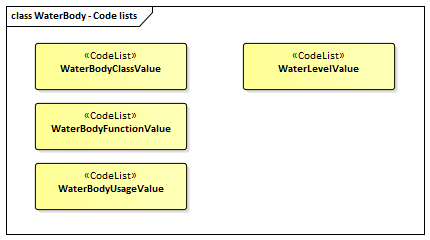 class WaterBody - Code lists
«CodeList»
WaterBodyClassValue
«CodeList»
WaterLevelValue
«CodeList»
WaterBodyFunctionValue
«CodeList»
WaterBodyUsageValue